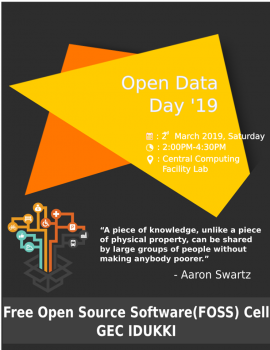 Open Data
Day '19
: 2nd March 2019, Saturday
: 2:00PM-4:30PM
: Central Computing
Facility Lab
“A piece of knowledge, unlike a piece
of physical property, can be shared
by large groups of people without
making anybody poorer.”
- Aaron Swartz
Free Open Source Software(FOSS) Cell
GEC IDUKKI